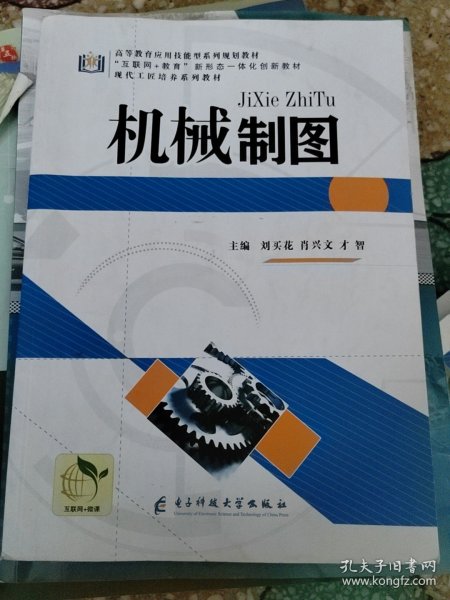 高等教育应用技能型系列规划教材
“互联网+教育”新形态一体化创新教材
现代工匠培养系列教材
JiXie ZhiTu
机械制图
主编 刘买花 肖兴文 才智
互联网+微课
电子科技大学出版社
University of Electronic Science and Technology of China Press
孔夫子旧书网
www.kongfz.com